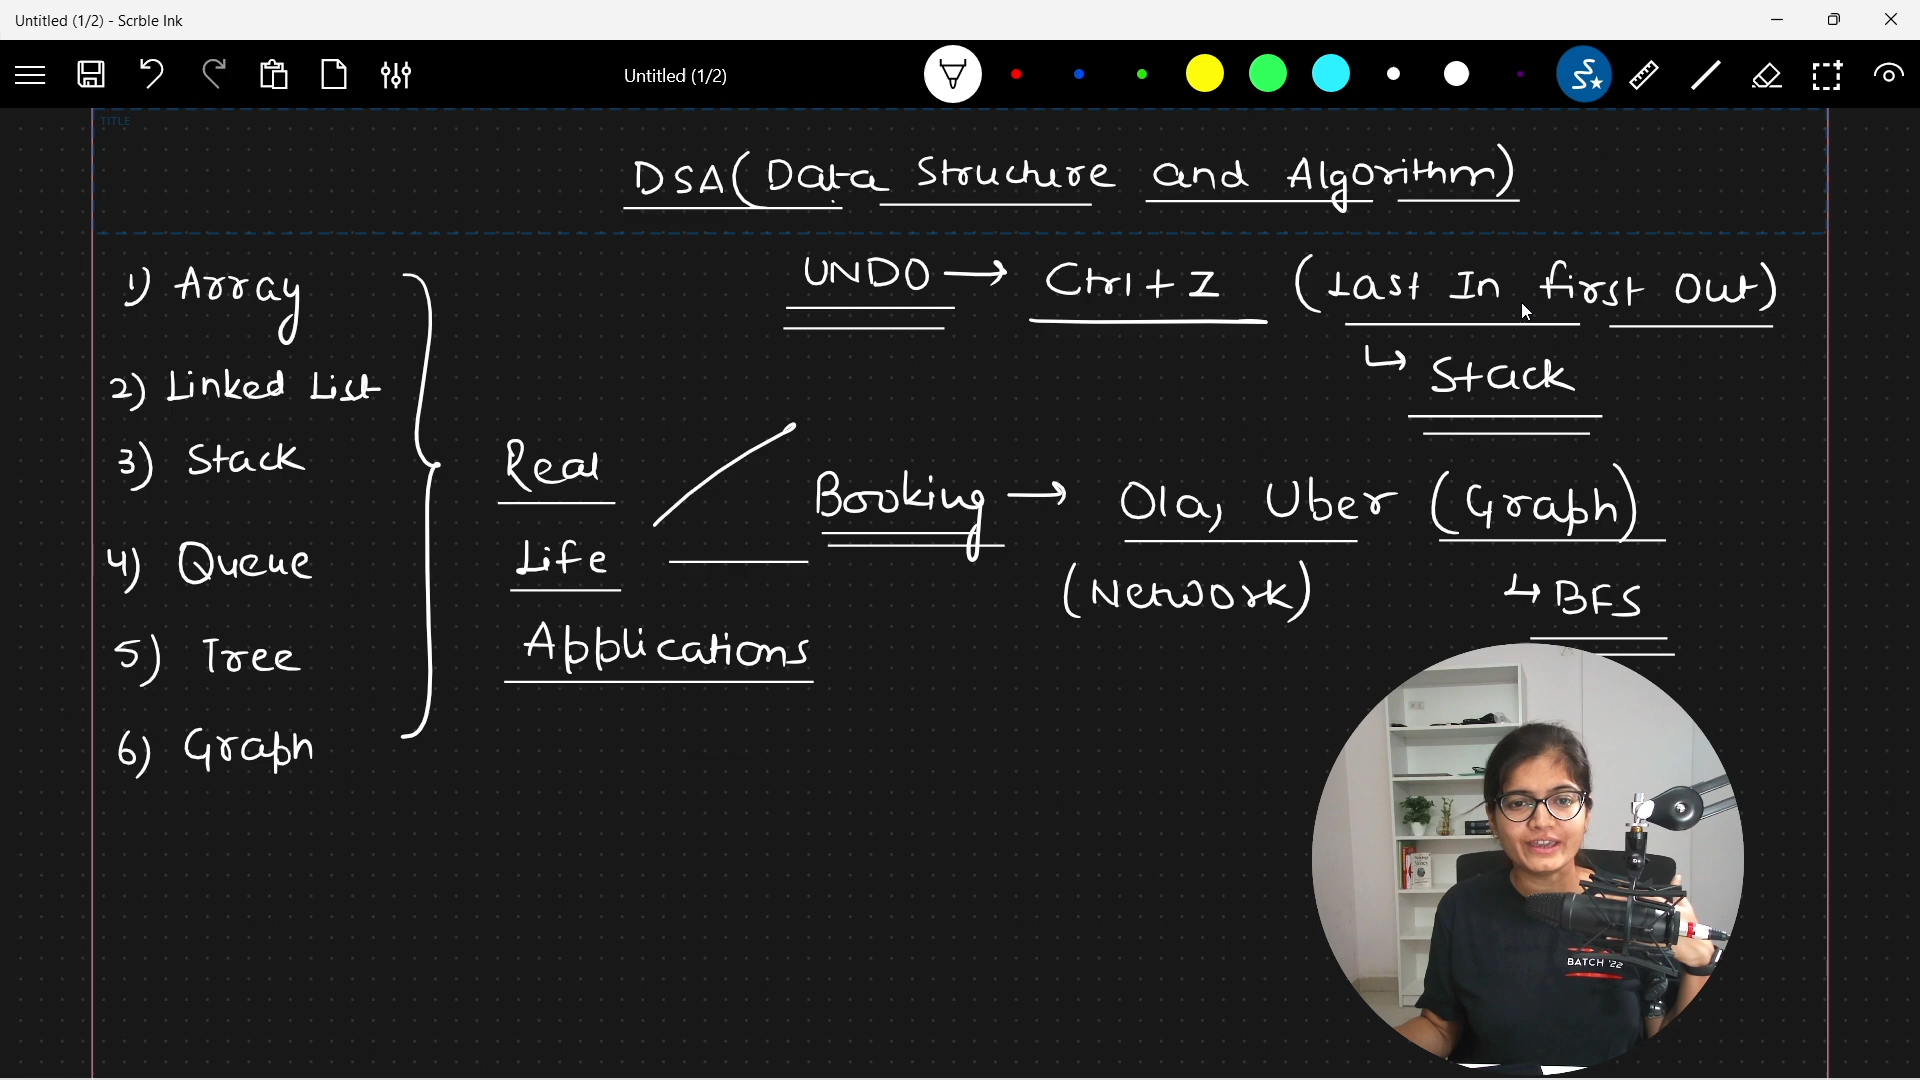 Untitled (1/2) - Scrble Ink
Untitled (1/2)
TITLE
DSA (Data Structure and Algorithm)
1) Array
2) Linked List
3) Stack
4) Queue
5) Tree
6) Graph
Real
Life
Applications
UNDO → Ctrl + Z (Last In first Out)
↳ Stack
Booking → Ola, Uber (Graph)
(Network)
↳ BFS
BATCH '22